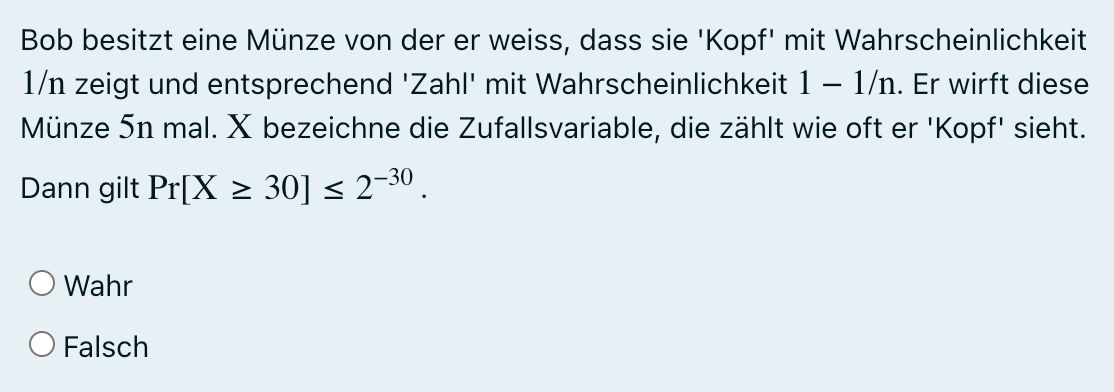 Bob besitzt eine Münze von der er weiss, dass sie 'Kopf' mit Wahrscheinlichkeit
1/n zeigt und entsprechend 'Zahl' mit Wahrscheinlichkeit 1 − 1/n. Er wirft diese
Münze 5n mal. X bezeichne die Zufallsvariable, die zählt wie oft er 'Kopf' sieht.
Dann gilt Pr[X ≥ 30] ≤ 2⁻³⁰ .
Wahr
Falsch